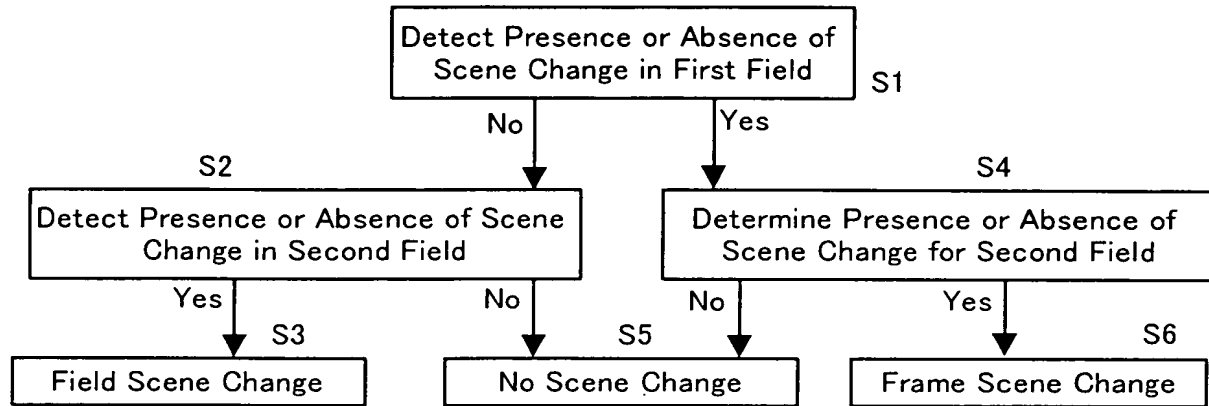 Detect Presence or Absence of
Scene Change in First Field
S1
No
Yes
S2
S4
Detect Presence or Absence of Scene
Change in Second Field
Determine Presence or Absence of
Scene Change for Second Field
Yes
No
No
Yes
S3
S5
S6
Field Scene Change
No Scene Change
Frame Scene Change